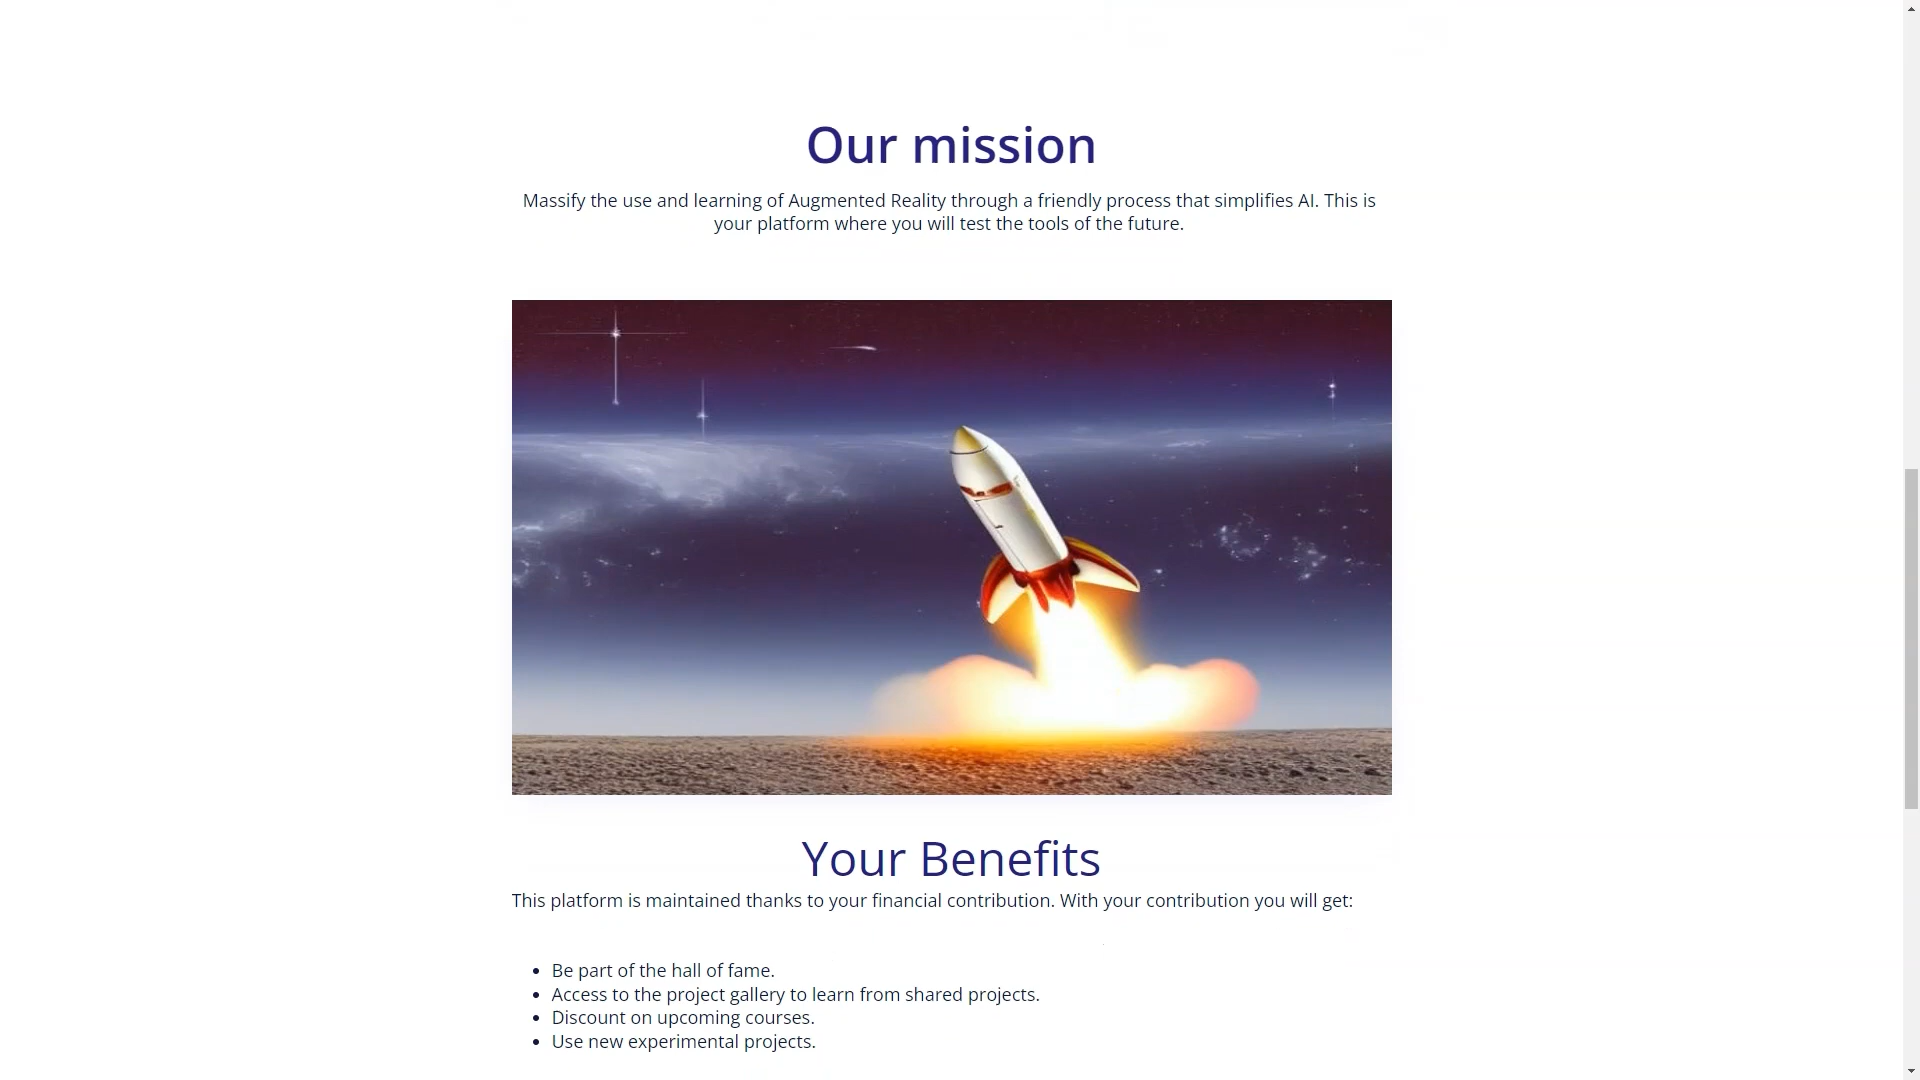 Our mission
Massify the use and learning of Augmented Reality through a friendly process that simplifies AI. This is
your platform where you will test the tools of the future.
Your Benefits
This platform is maintained thanks to your financial contribution. With your contribution you will get:
• Be part of the hall of fame.
• Access to the project gallery to learn from shared projects.
• Discount on upcoming courses.
• Use new experimental projects.